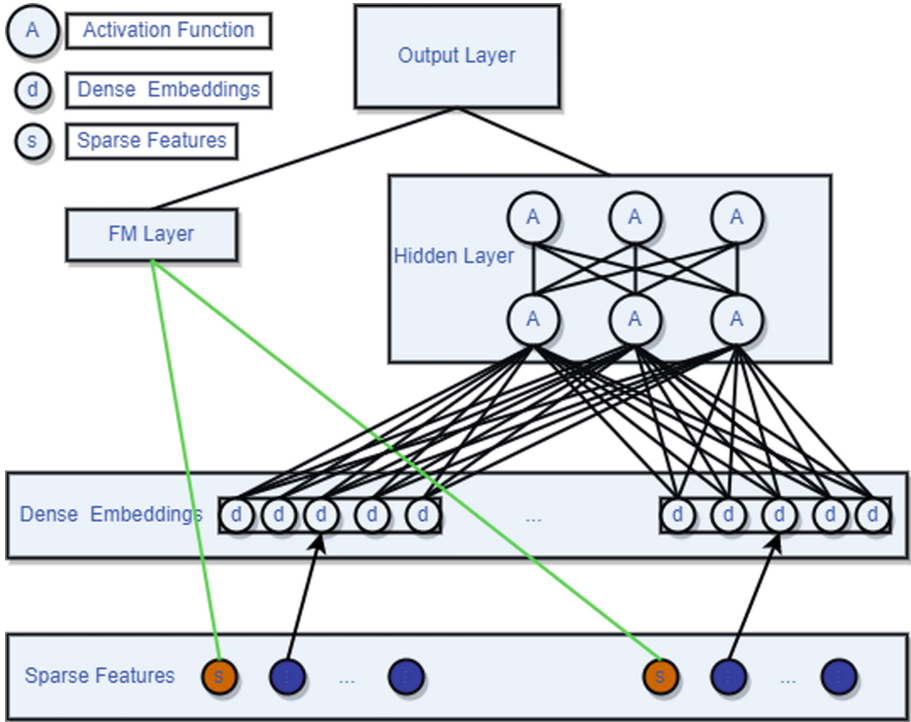 A Activation Function
d Dense Embeddings
s Sparse Features
Output Layer
FM Layer
A A A
Hidden Layer
A A A
Dense Embeddings d d d d d ... d d d d d
Sparse Features s ... s ...